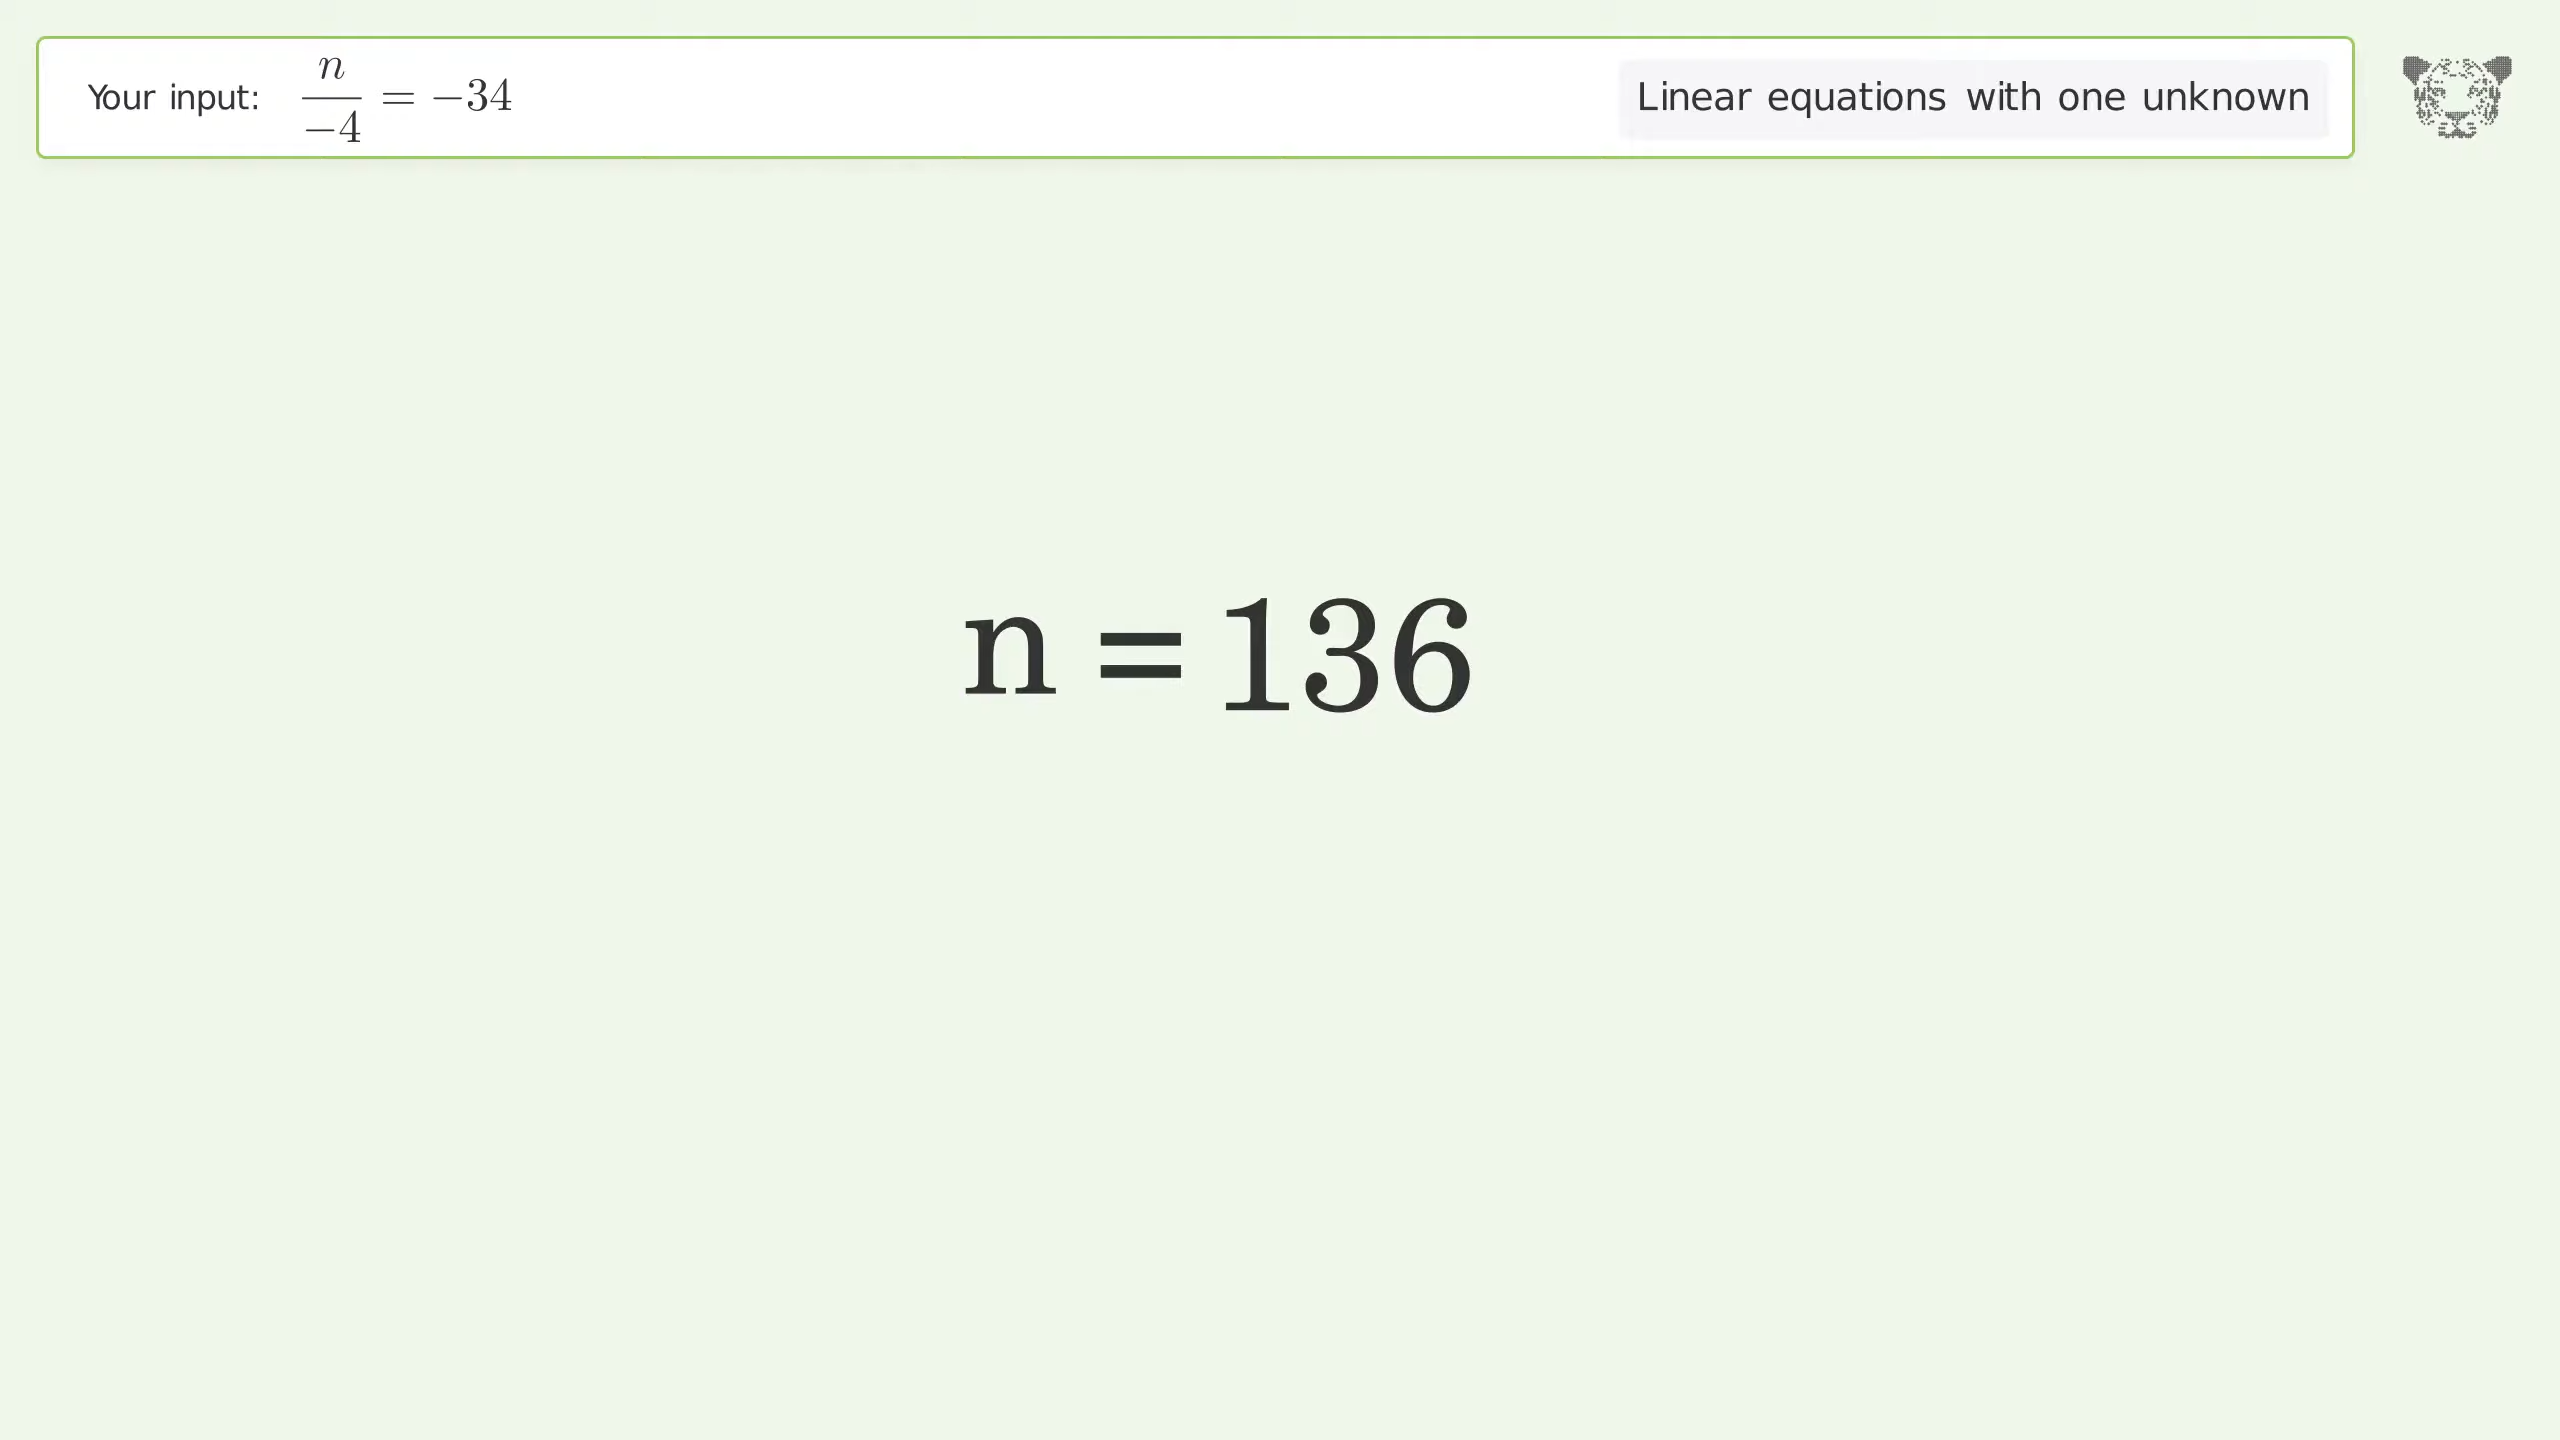 Your input: n/−4 = −34
Linear equations with one unknown
n = 136